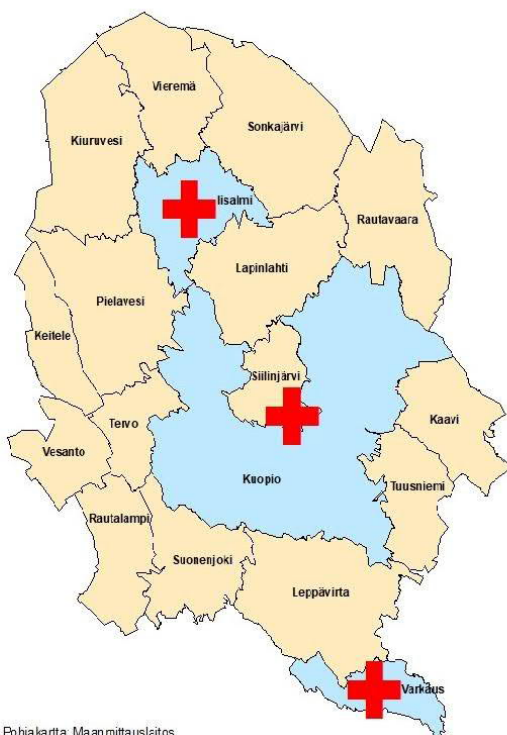 Vieremä
Kiuruvesi
Sonkajärvi
Iisalmi
Rautavaara
Lapinlahti
Pielavesi
Keitele
Siilinjärvi
Tervo
Kaavi
Vesanto
Kuopio
Tuusniemi
Rautalampi
Suonenjoki
Leppävirta
Varkaus
Pohjakartta: Maanmittauslaitos